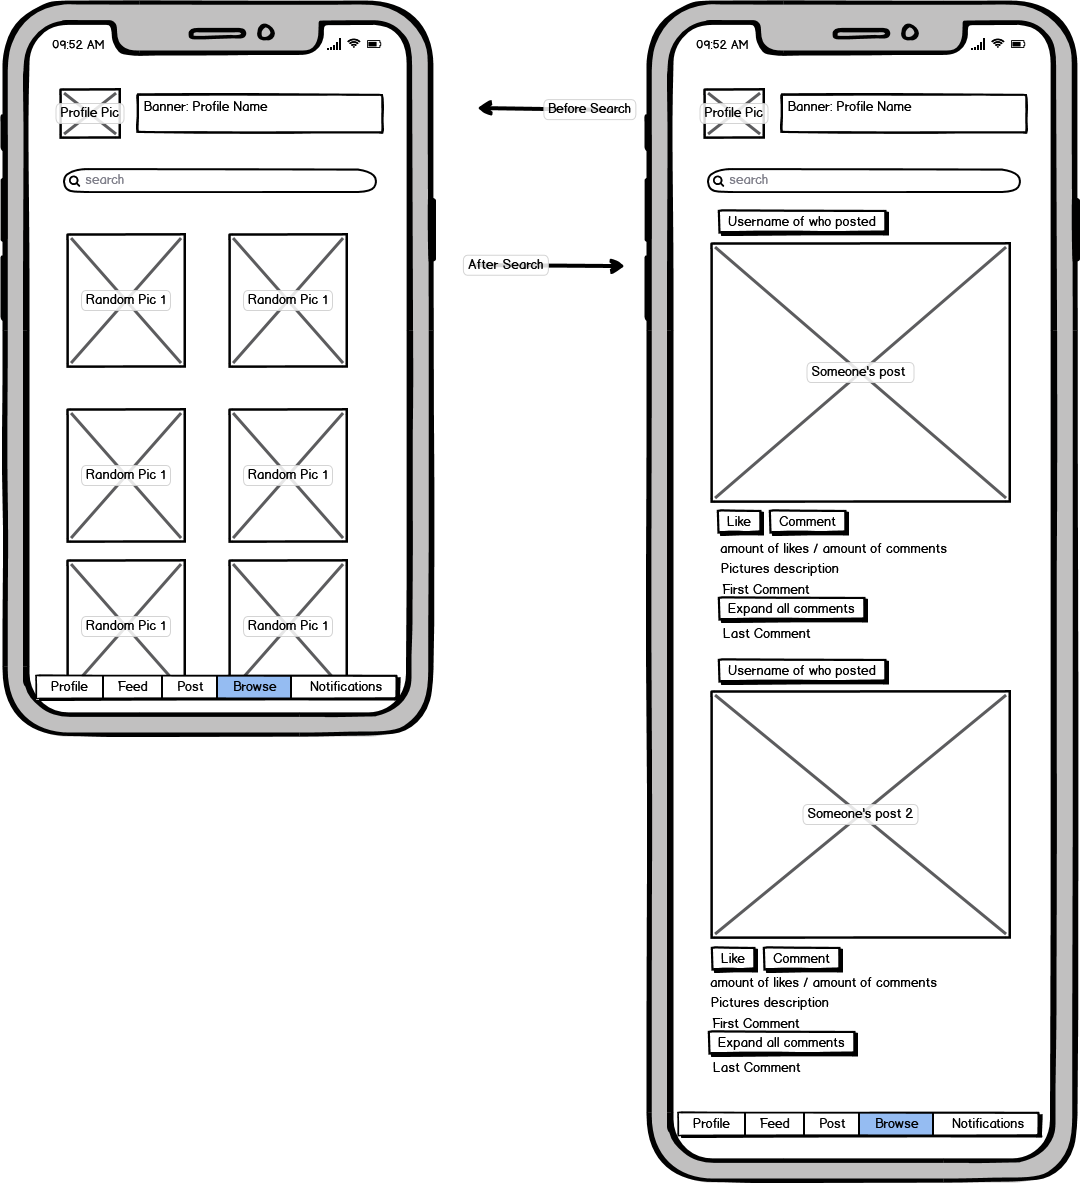 09:52 AM
Profile Pic
Banner: Profile Name
search
Random Pic 1
Random Pic 1
Random Pic 1
Random Pic 1
Random Pic 1
Random Pic 1
Profile
Feed
Post
Browse
Notifications
Before Search
After Search
09:52 AM
Profile Pic
Banner: Profile Name
search
Username of who posted
Someone's post
Like
Comment
amount of likes / amount of comments
Pictures description
First Comment
Expand all comments
Last Comment
Username of who posted
Someone's post 2
Like
Comment
amount of likes / amount of comments
Pictures description
First Comment
Expand all comments
Last Comment
Profile
Feed
Post
Browse
Notifications